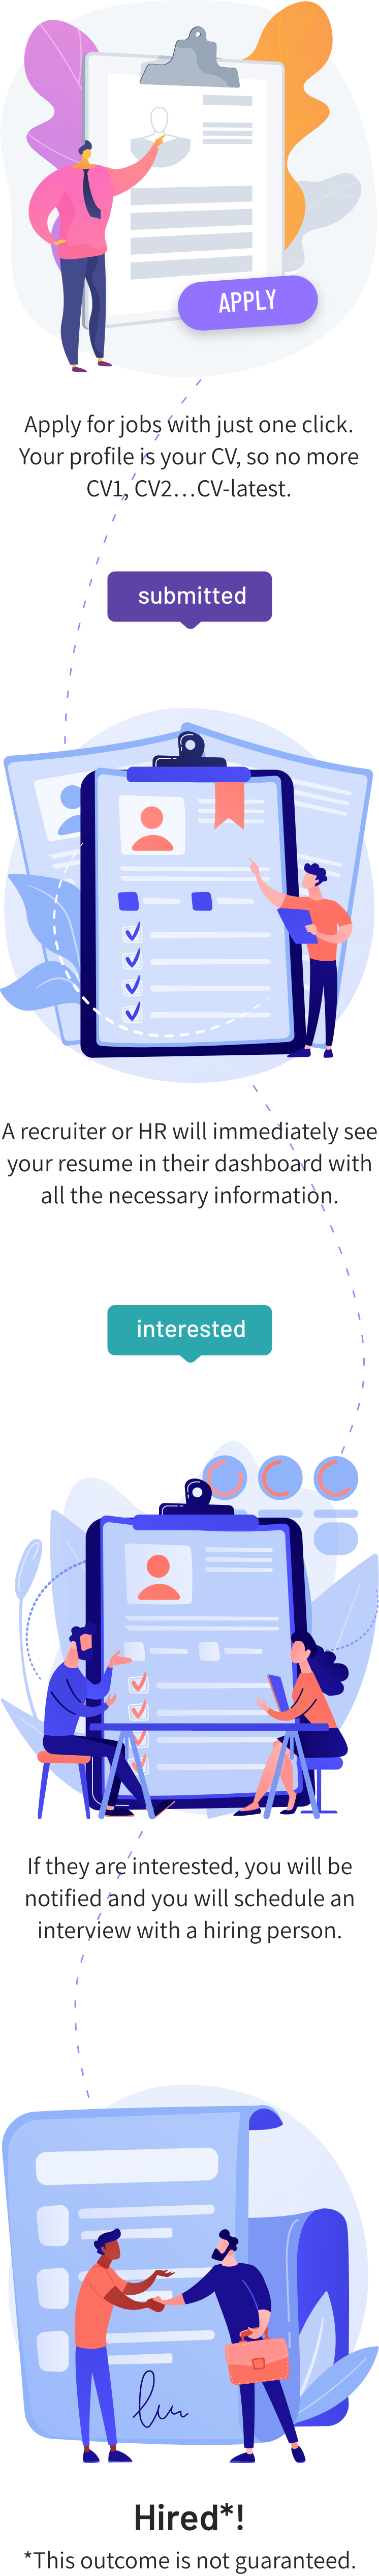 APPLY
Apply for jobs with just one click.
Your profile is your CV, so no more
CV1, CV2...CV-latest.
submitted
A recruiter or HR will immediately see
your resume in their dashboard with
all the necessary information.
interested
If they are interested, you will be
notified and you will schedule an
interview with a hiring person.
Hired*!
*This outcome is not guaranteed.